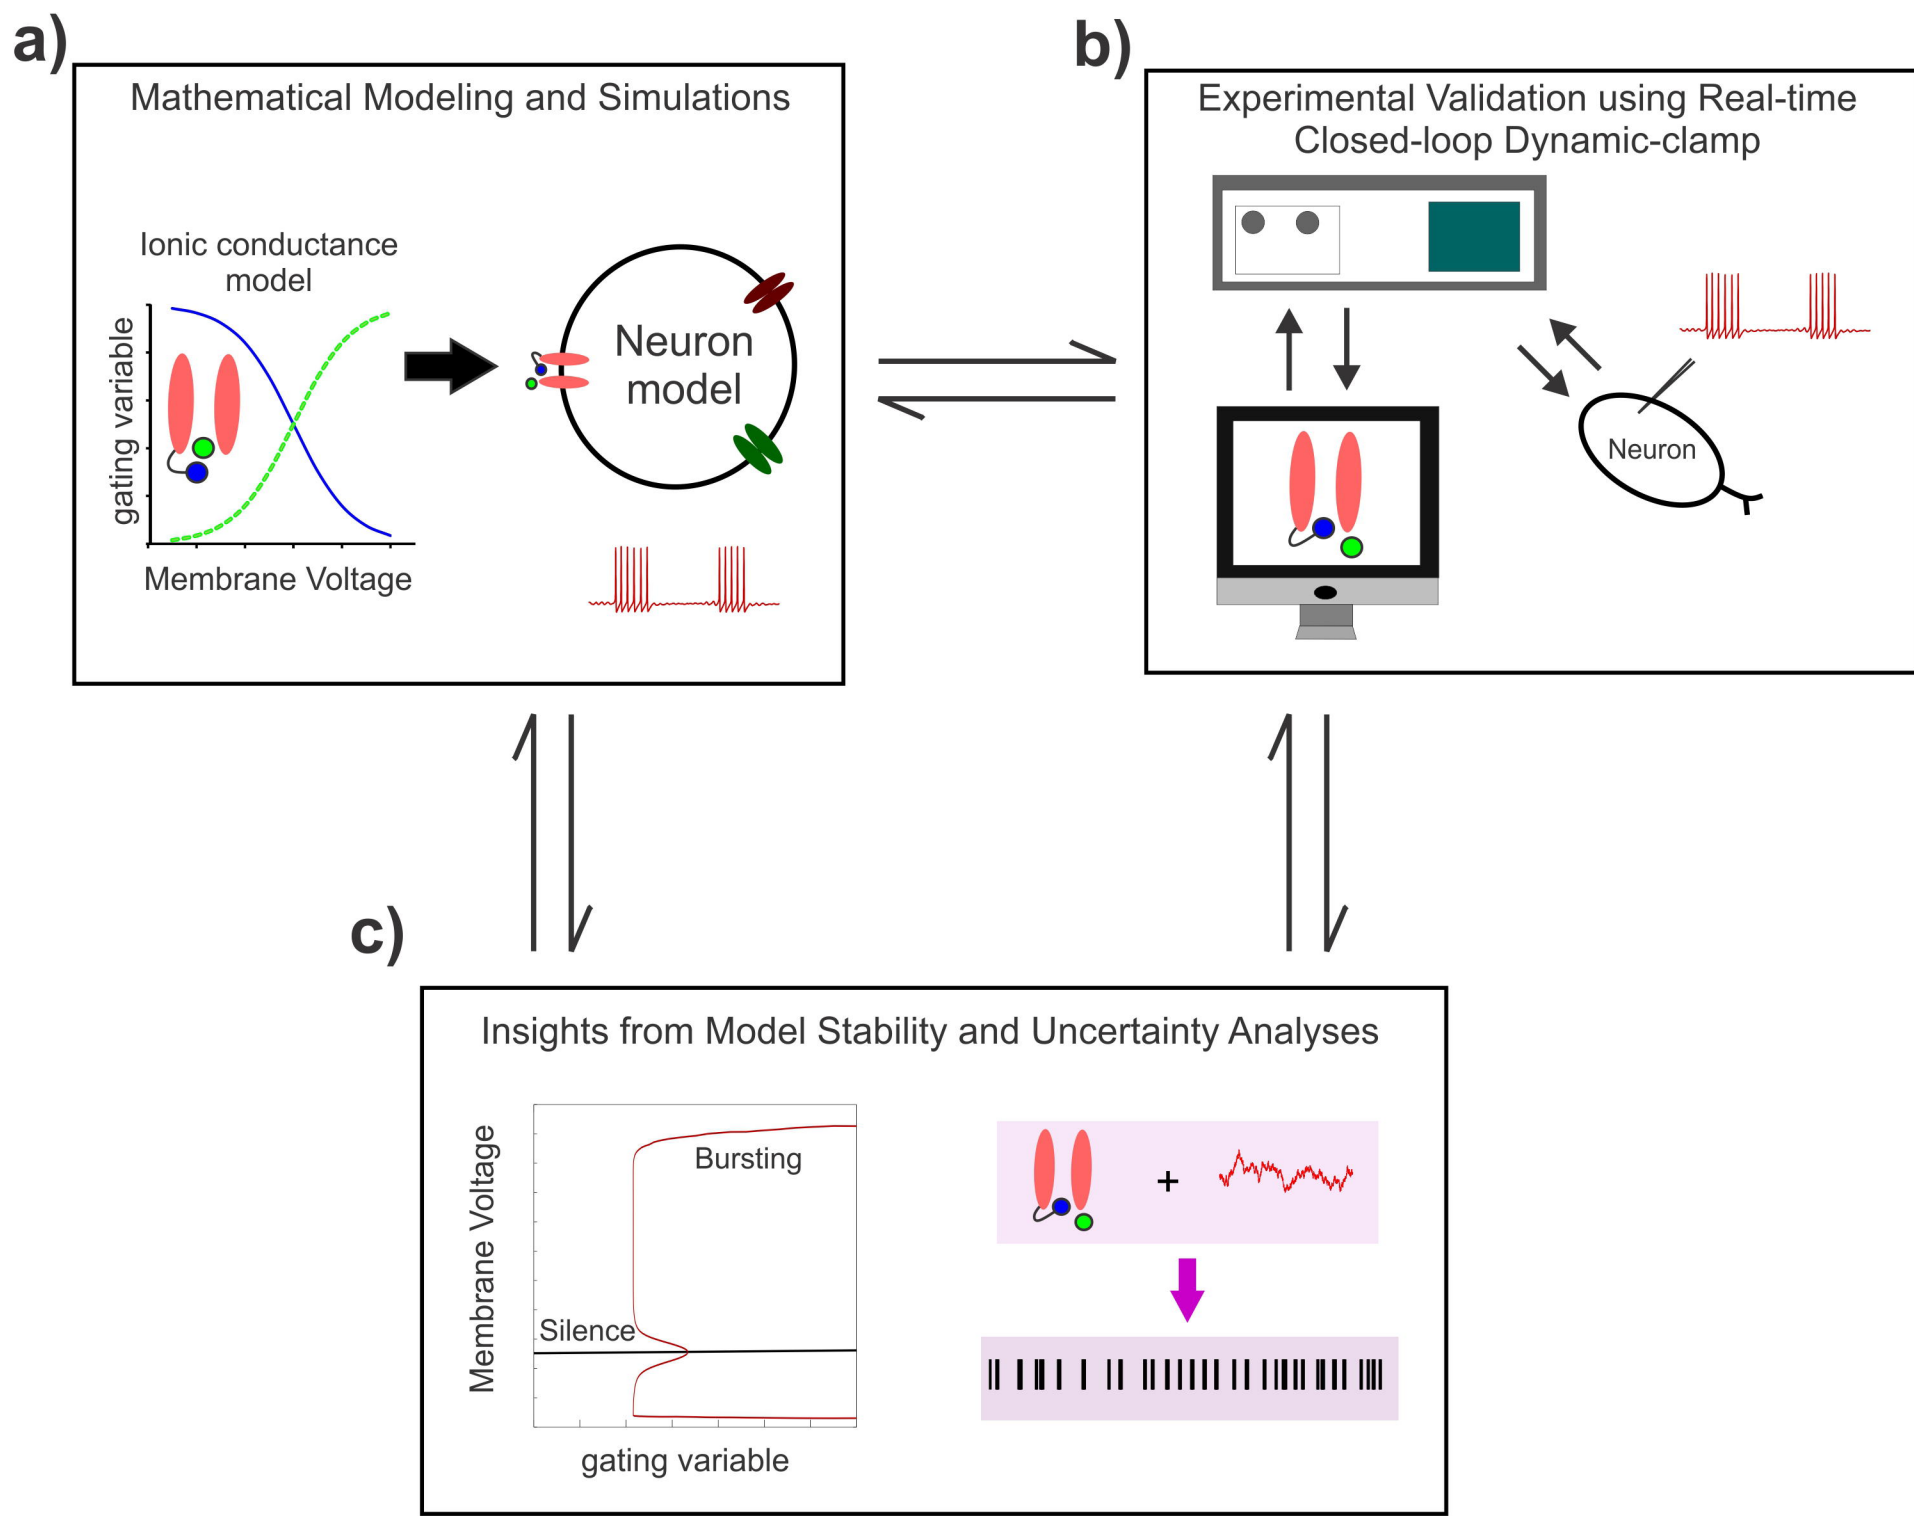 a)
Mathematical Modeling and Simulations
Ionic conductance
model
gating variable
Membrane Voltage
Neuron
model
b)
Experimental Validation using Real-time
Closed-loop Dynamic-clamp
Neuron
c)
Insights from Model Stability and Uncertainty Analyses
Membrane Voltage
Bursting
Silence
gating variable
+